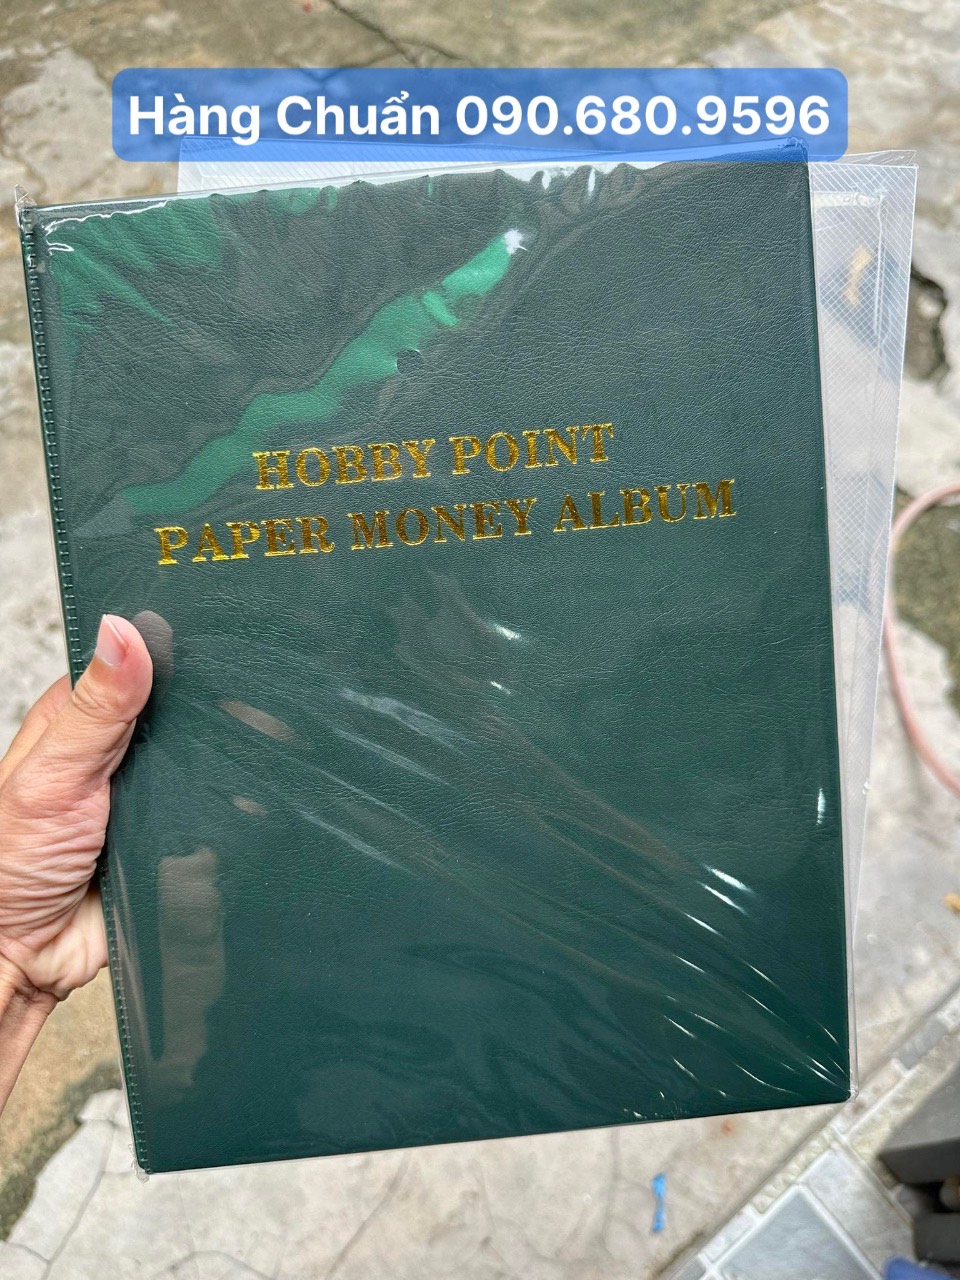 Hàng Chuẩn 090.680.9596
HOBBY POINT
PAPER MONEY ALBUM